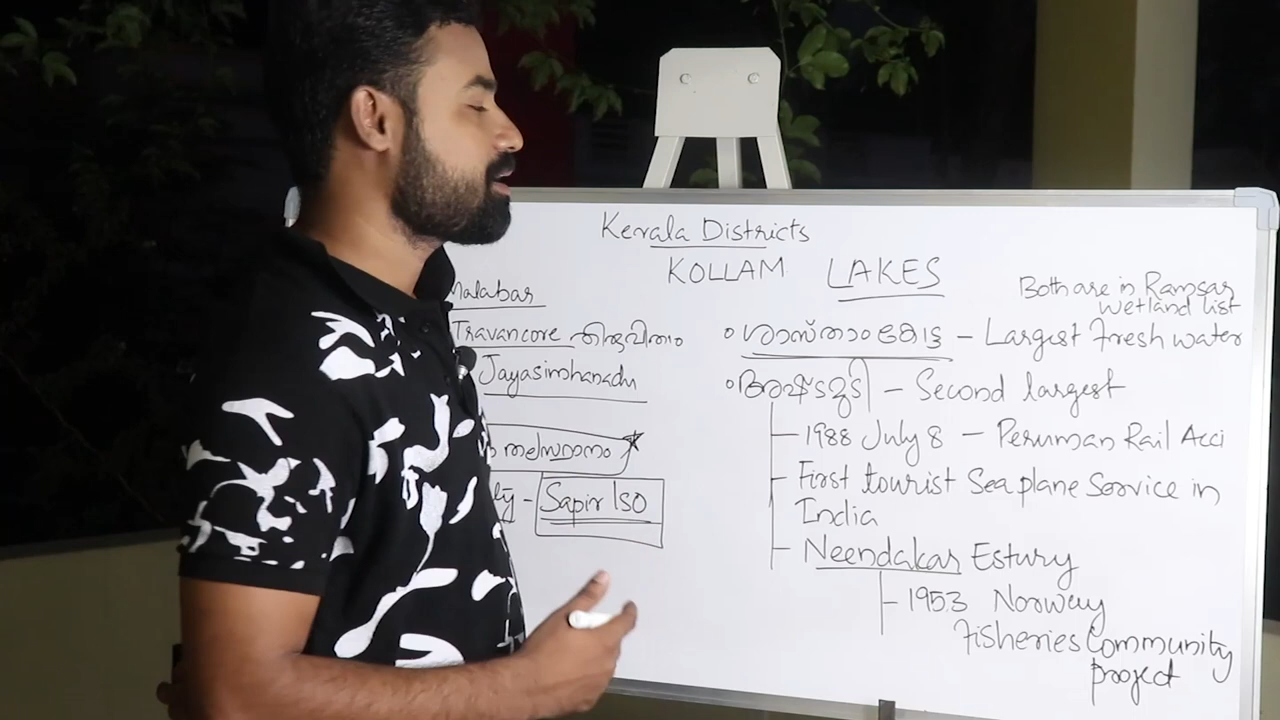 Kerala Districts
KOLLAM
Malabar
Travancore തിരുവിതാം
Jayasimhanadu
തലസ്ഥാനം
Sapir Iso
LAKES
Both are in Ramsar
wetland list
ശാസ്താംകോട്ട – Largest Fresh water
അഷ്ടമുടി – Second largest
1988 July 8 – Peruman Rail Acci
First tourist Seaplane Service in
India
Neendakar Estury
1953 Norway
Fisheries Community
project